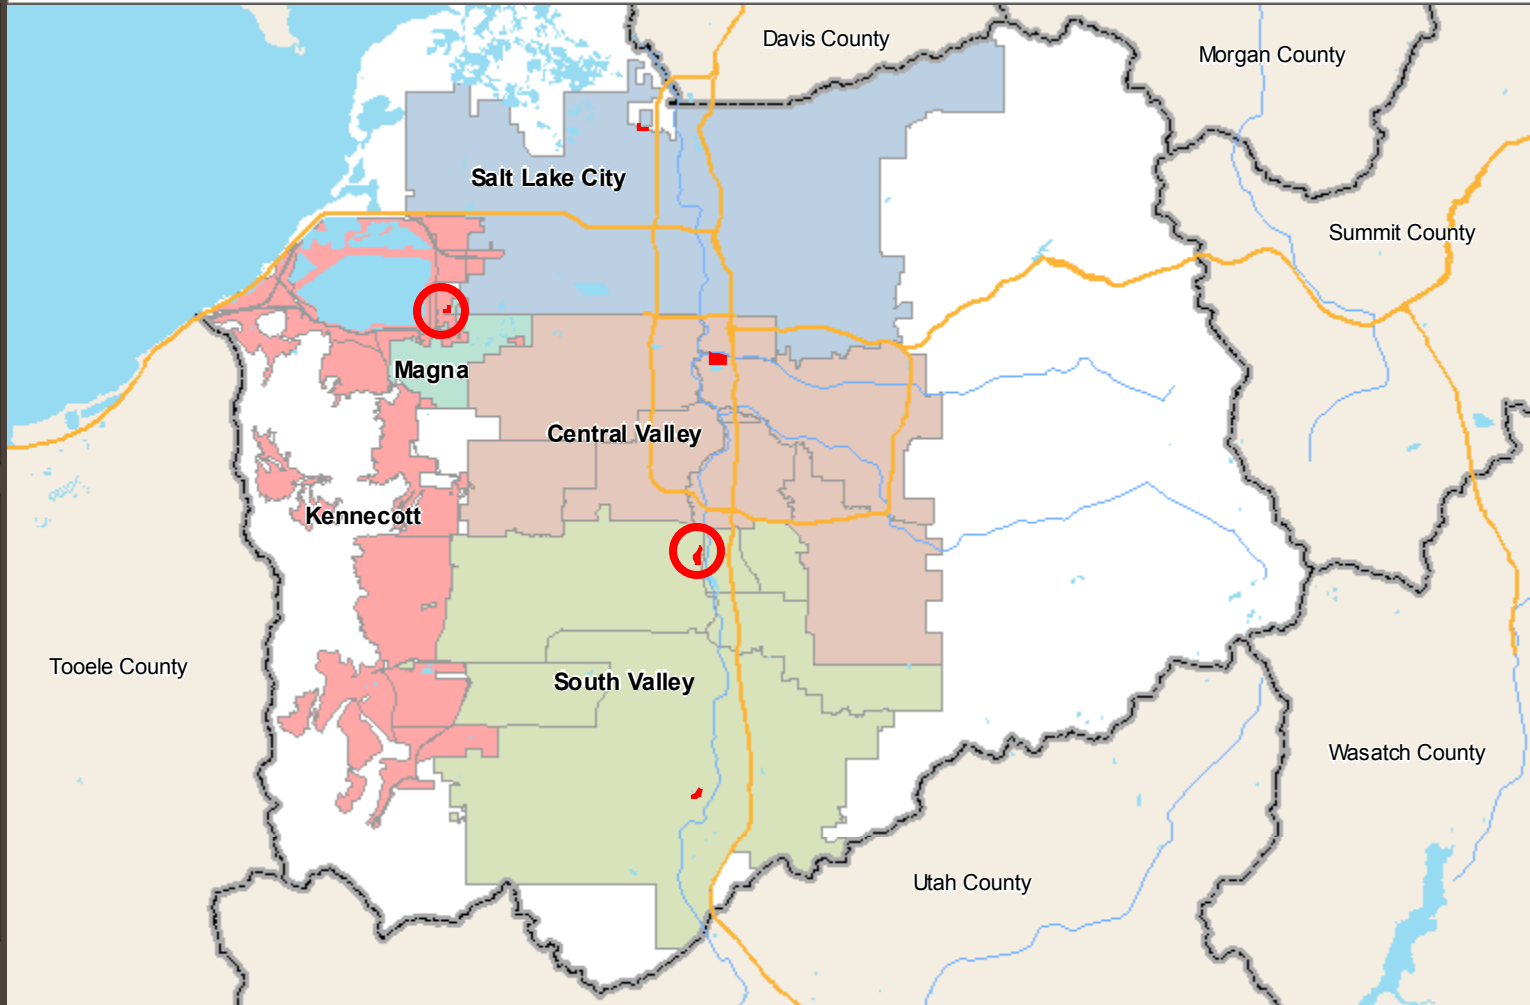 Davis County
Morgan County
Salt Lake City
Summit County
Magna
Central Valley
Kennecott
Tooele County
South Valley
Wasatch County
Utah County